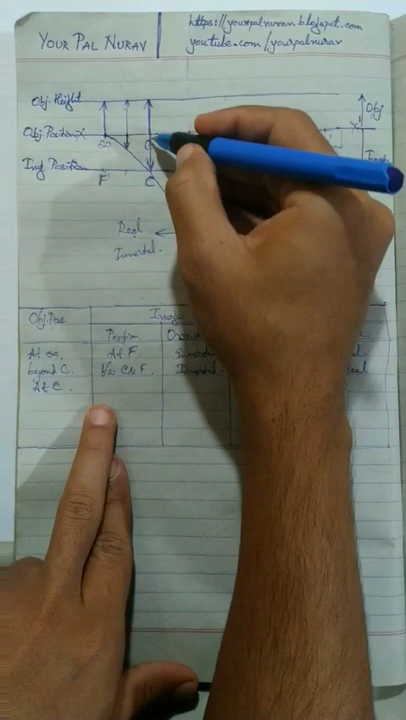 YOUR PAL NURAV
https://yourpalnurav.blogspot.com
youtube.com/yourpalnurav
Obj. Height
Obj
Obj. Position
∞
Img. Position
F
C
Real
Inverted.
Obj. Pos
Image
Position
At ∞.
At F.
beyond C.
b/w C & F.
Inverted.
At C.